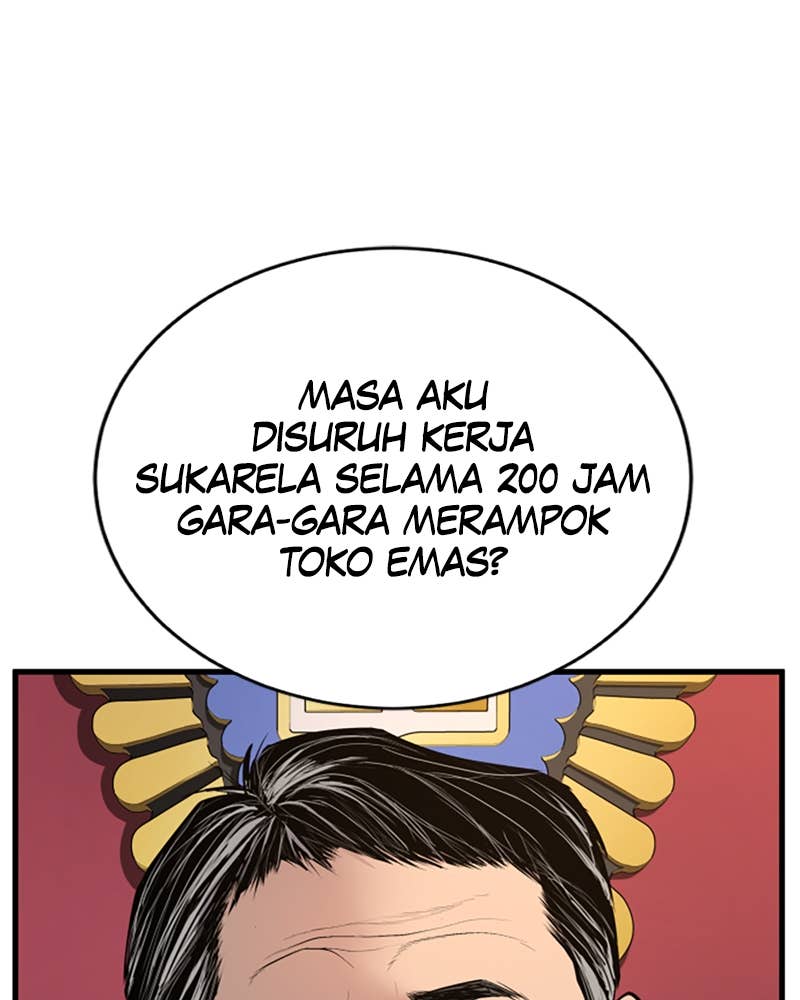 MASA AKU
DISURUH KERJA
SUKARELA SELAMA 200 JAM
GARA-GARA MERAMPOK
TOKO EMAS?